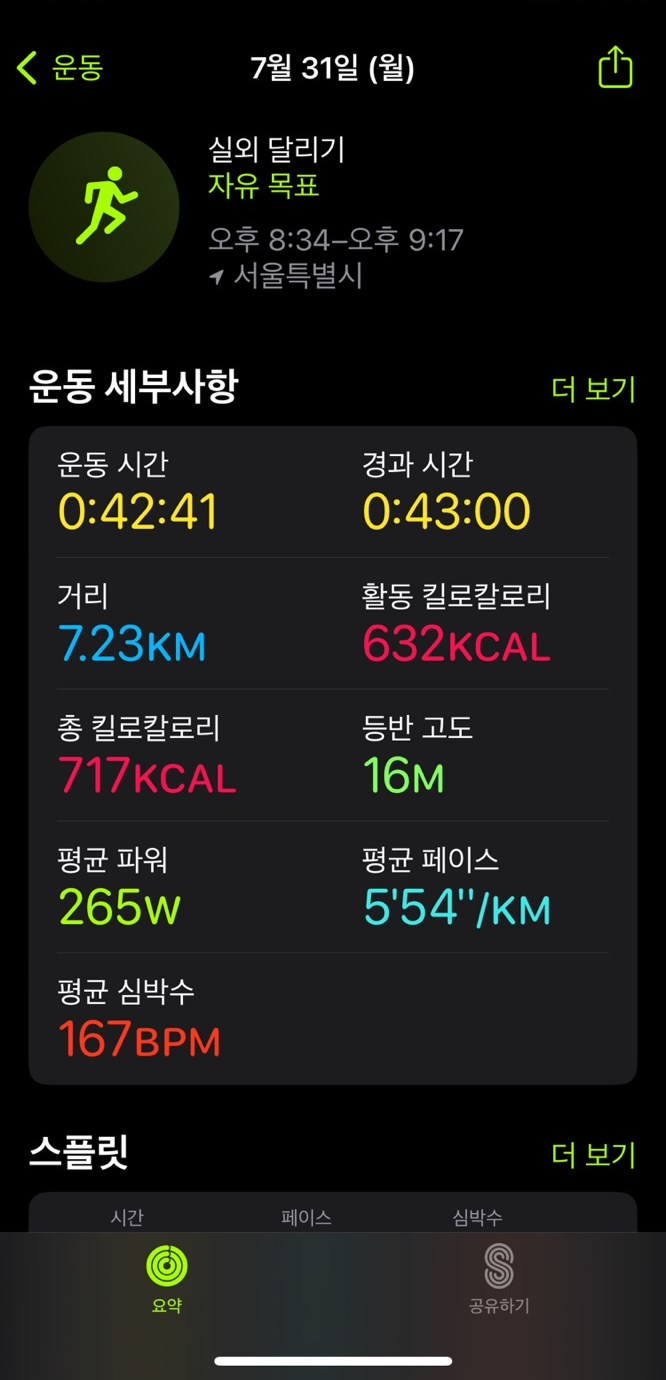 운동
7월 31일 (월)
실외 달리기
자유 목표
오후 8:34–오후 9:17
서울특별시
운동 세부사항
더 보기
운동 시간
경과 시간
0:42:41
0:43:00
거리
활동 킬로칼로리
7.23KM
632KCAL
총 킬로칼로리
등반 고도
717KCAL
16M
평균 파워
평균 페이스
265W
5'54''/KM
평균 심박수
167BPM
스플릿
더 보기
시간
페이스
심박수
요약
공유하기